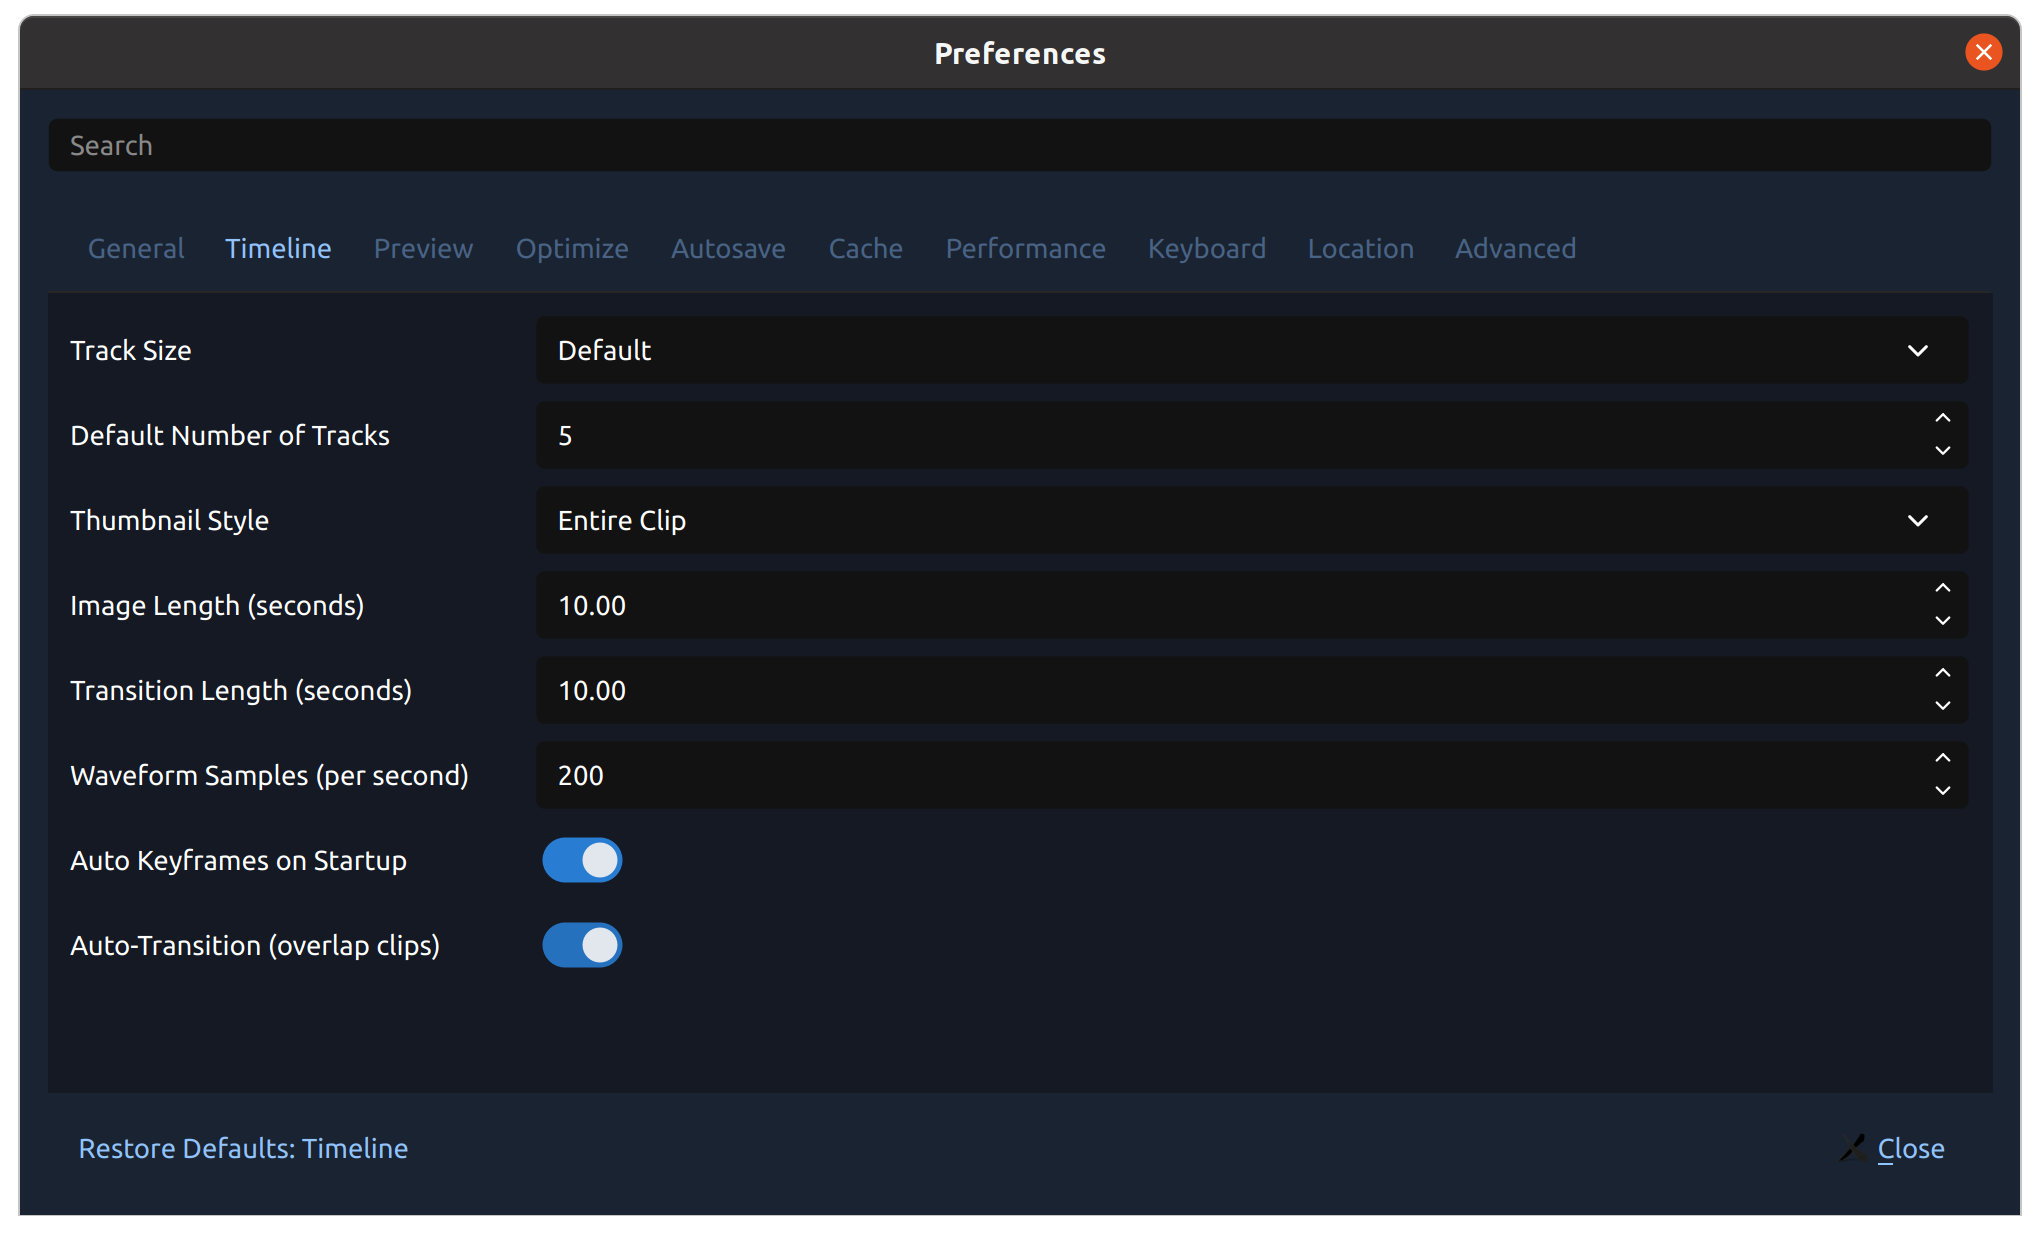 Preferences
Search
General Timeline Preview Optimize Autosave Cache Performance Keyboard Location Advanced
Track Size Default
Default Number of Tracks 5
Thumbnail Style Entire Clip
Image Length (seconds) 10.00
Transition Length (seconds) 10.00
Waveform Samples (per second) 200
Auto Keyframes on Startup
Auto-Transition (overlap clips)
Restore Defaults: Timeline Close